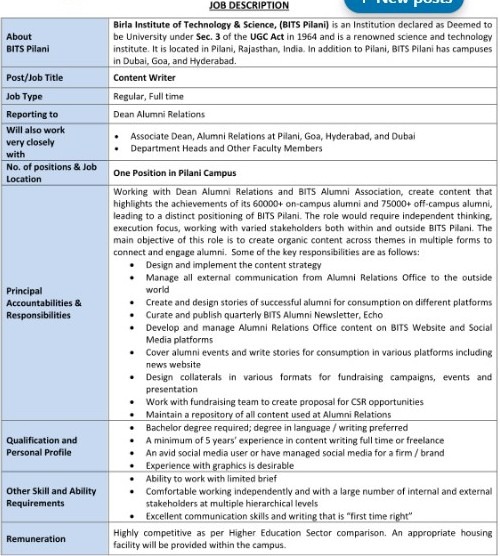 JOB DESCRIPTION
New posts
About
BITS Pilani
Birla Institute of Technology & Science, (BITS Pilani) is an Institution declared as Deemed to
be University under Sec. 3 of the UGC Act in 1964 and is a renowned science and technology
institute. It is located in Pilani, Rajasthan, India. In addition to Pilani, BITS Pilani has campuses
in Dubai, Goa, and Hyderabad.
Post/Job Title
Content Writer
Job Type
Regular, Full time
Reporting to
Dean Alumni Relations
Will also work
very closely
with
• Associate Dean, Alumni Relations at Pilani, Goa, Hyderabad, and Dubai
• Department Heads and Other Faculty Members
No. of positions & Job
Location
One Position in Pilani Campus
Principal
Accountabilities &
Responsibilities
Working with Dean Alumni Relations and BITS Alumni Association, create content that
highlights the achievements of its 60000+ on-campus alumni and 75000+ off-campus alumni,
leading to a distinct positioning of BITS Pilani. The role would require independent thinking,
execution focus, working with varied stakeholders both within and outside BITS Pilani. The
main objective of this role is to create organic content across themes in multiple forms to
connect and engage alumni. Some of the key responsibilities are as follows:
• Design and implement the content strategy
• Manage all external communication from Alumni Relations Office to the outside
world
• Create and design stories of successful alumni for consumption on different platforms
• Curate and publish quarterly BITS Alumni Newsletter, Echo
• Develop and manage Alumni Relations Office content on BITS Website and Social
Media platforms
• Cover alumni events and write stories for consumption in various platforms including
news website
• Design collaterals in various formats for fundraising campaigns, events and
presentation
• Work with fundraising team to create proposal for CSR opportunities
• Maintain a repository of all content used at Alumni Relations
Qualification and
Personal Profile
• Bachelor degree required; degree in language / writing preferred
• A minimum of 5 years' experience in content writing full time or freelance
• An avid social media user or have managed social media for a firm / brand
• Experience with graphics is desirable
Other Skill and Ability
Requirements
• Ability to work with limited brief
• Comfortable working independently and with a large number of internal and external
stakeholders at multiple hierarchical levels
• Excellent communication skills and writing that is "first time right"
Remuneration
Highly competitive as per Higher Education Sector comparison. An appropriate housing
facility will be provided within the campus.